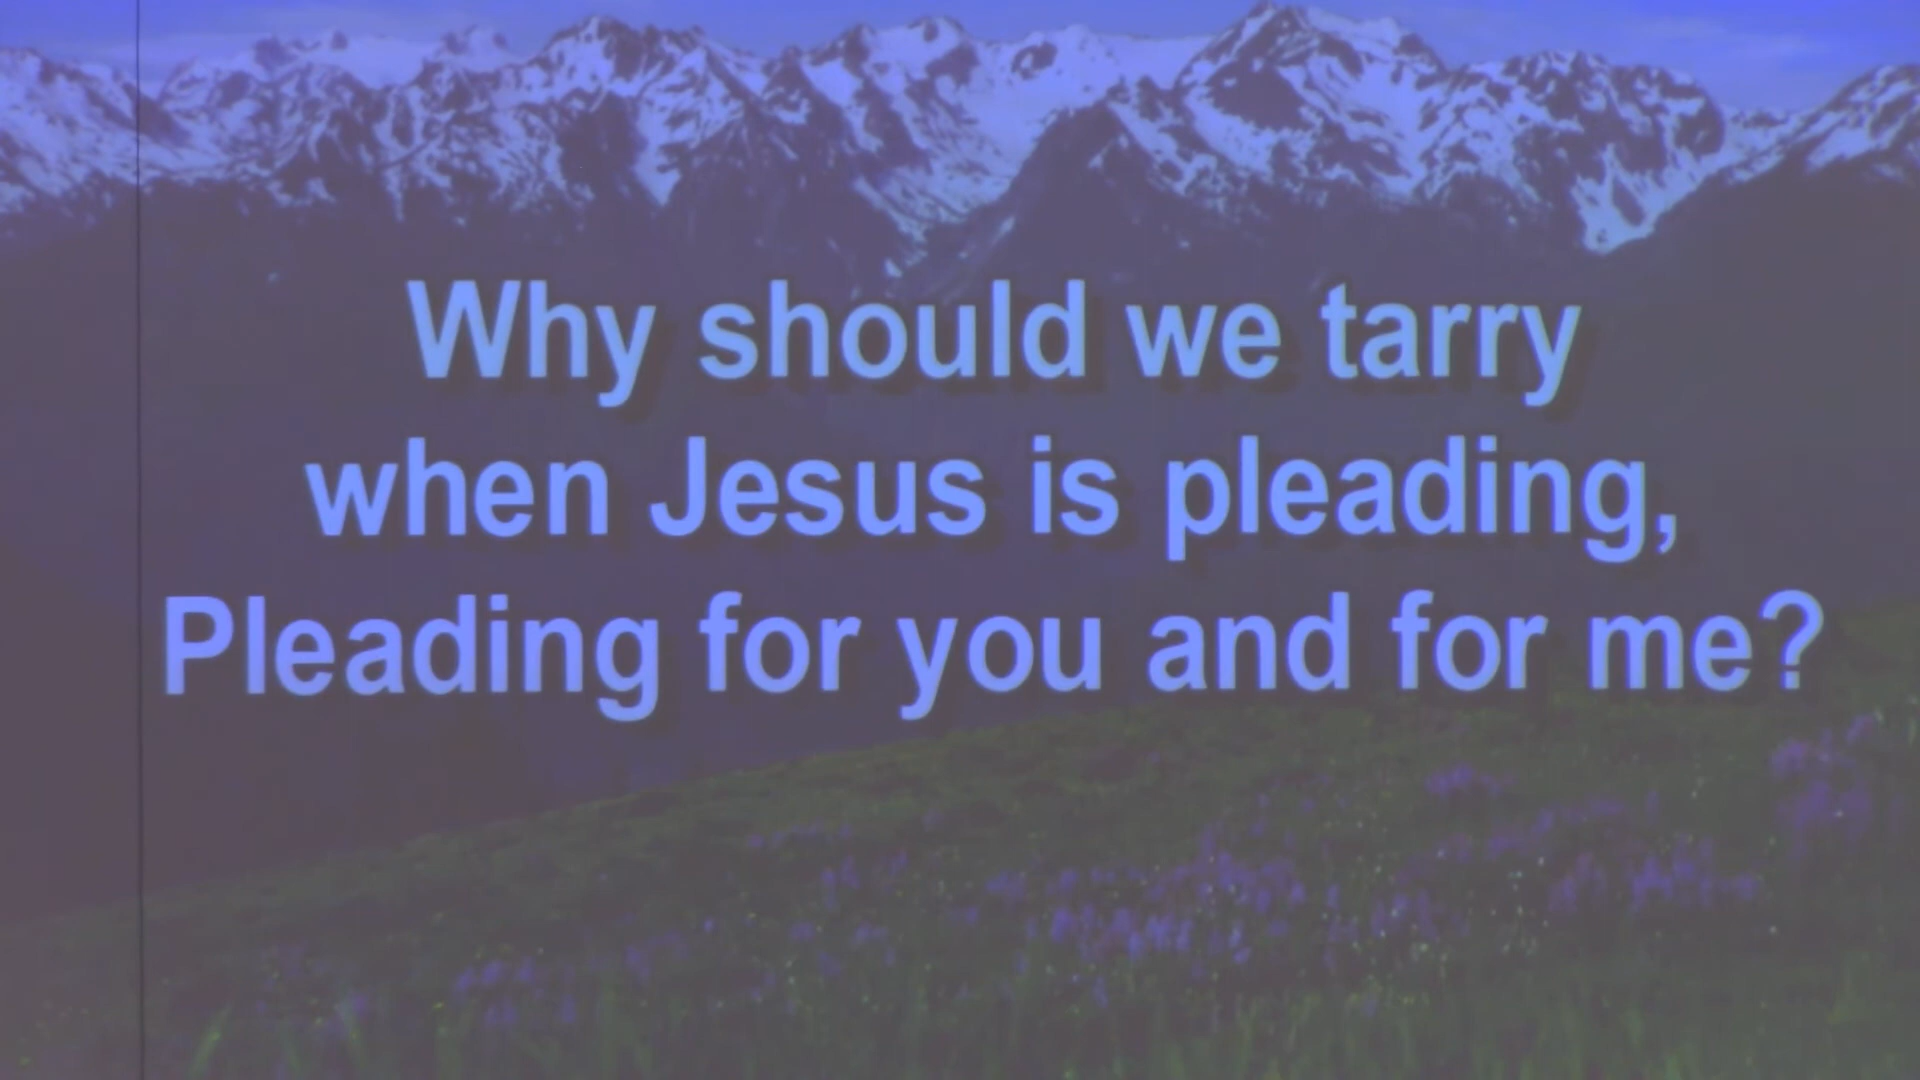 Why should we tarry
when Jesus is pleading,
Pleading for you and for me?